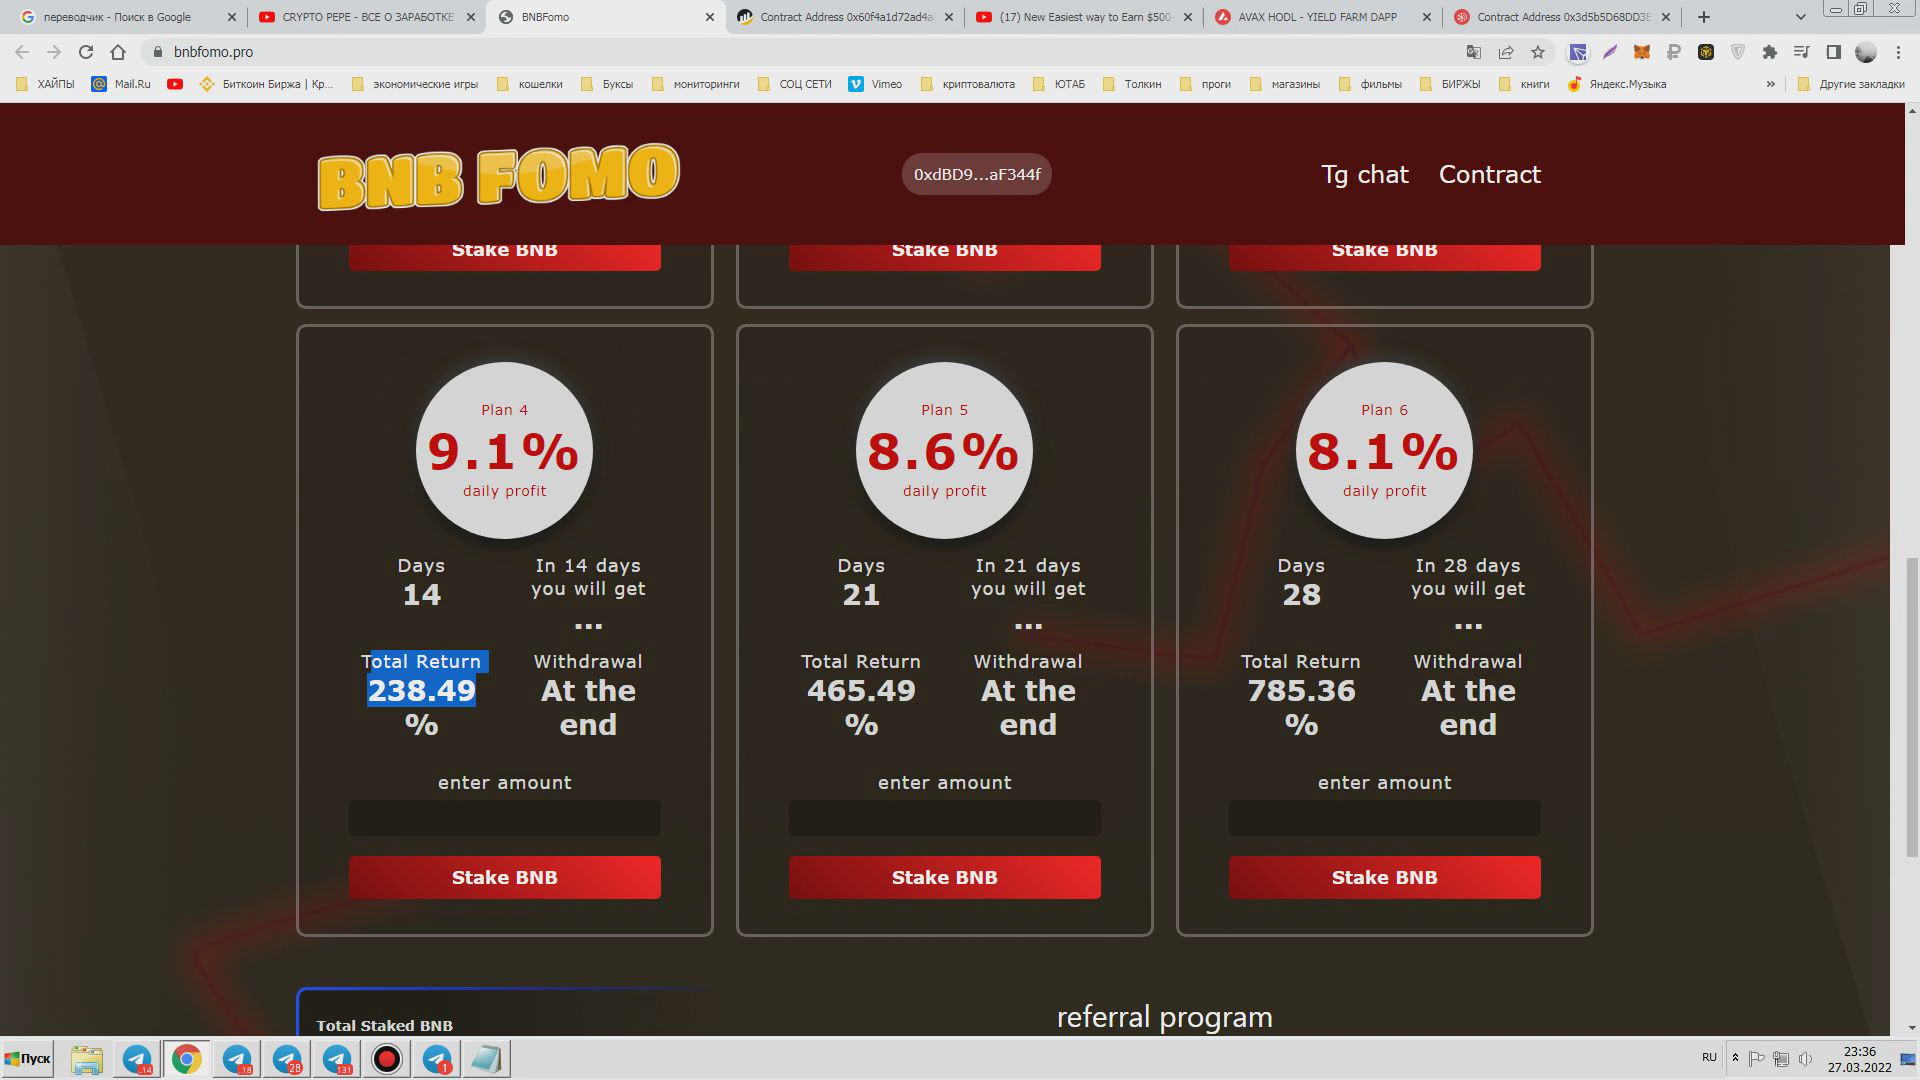 переводчик - Поиск в Google
CRYPTO PEPE - ВСЕ О ЗАРАБОТКЕ
BNBFomo
Contract Address 0x60f4a1d72ad4a
(17) New Easiest way to Earn $500
AVAX HODL - YIELD FARM DAPP
Contract Address 0x3d5b5D68DD3E
bnbfomo.pro
ХАЙПЫ
Mail.Ru
Биткоин Биржа | Кр...
экономические игры
кошелки
Буксы
мониторинги
СОЦ СЕТИ
Vimeo
криптовалюта
ЮТАБ
Толкин
проги
магазины
фильмы
БИРЖЫ
книги
Яндекс.Музыка
»
Другие закладки
BNB FOMO
0xdBD9...aF344f
Tg chat
Contract
Stake BNB
Stake BNB
Stake BNB
Plan 4
9.1%
daily profit
Days
14
In 14 days
you will get
...
Total Return
238.49
%
Withdrawal
At the
end
enter amount
Stake BNB
Plan 5
8.6%
daily profit
Days
21
In 21 days
you will get
...
Total Return
465.49
%
Withdrawal
At the
end
enter amount
Stake BNB
Plan 6
8.1%
daily profit
Days
28
In 28 days
you will get
...
Total Return
785.36
%
Withdrawal
At the
end
enter amount
Stake BNB
Total Staked BNB
referral program
Пуск
..14
..18
28
131
1
RU
23:36
27.03.2022